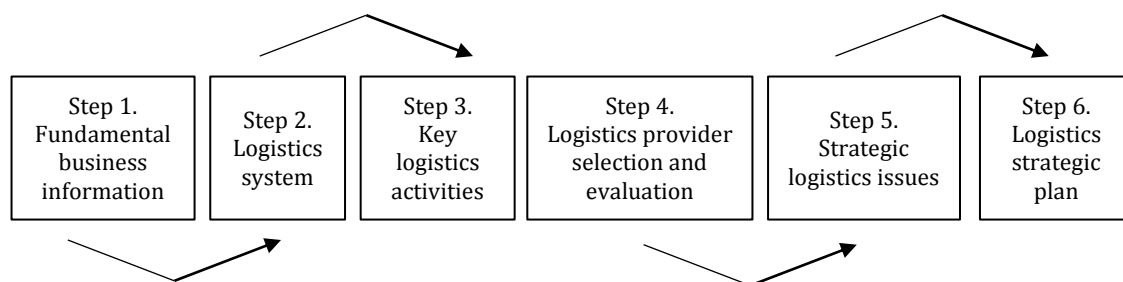 Step 1.
Fundamental
business
information
Step 2.
Logistics
system
Step 3.
Key
logistics
activities
Step 4.
Logistics provider
selection and
evaluation
Step 5.
Strategic
logistics issues
Step 6.
Logistics
strategic
plan